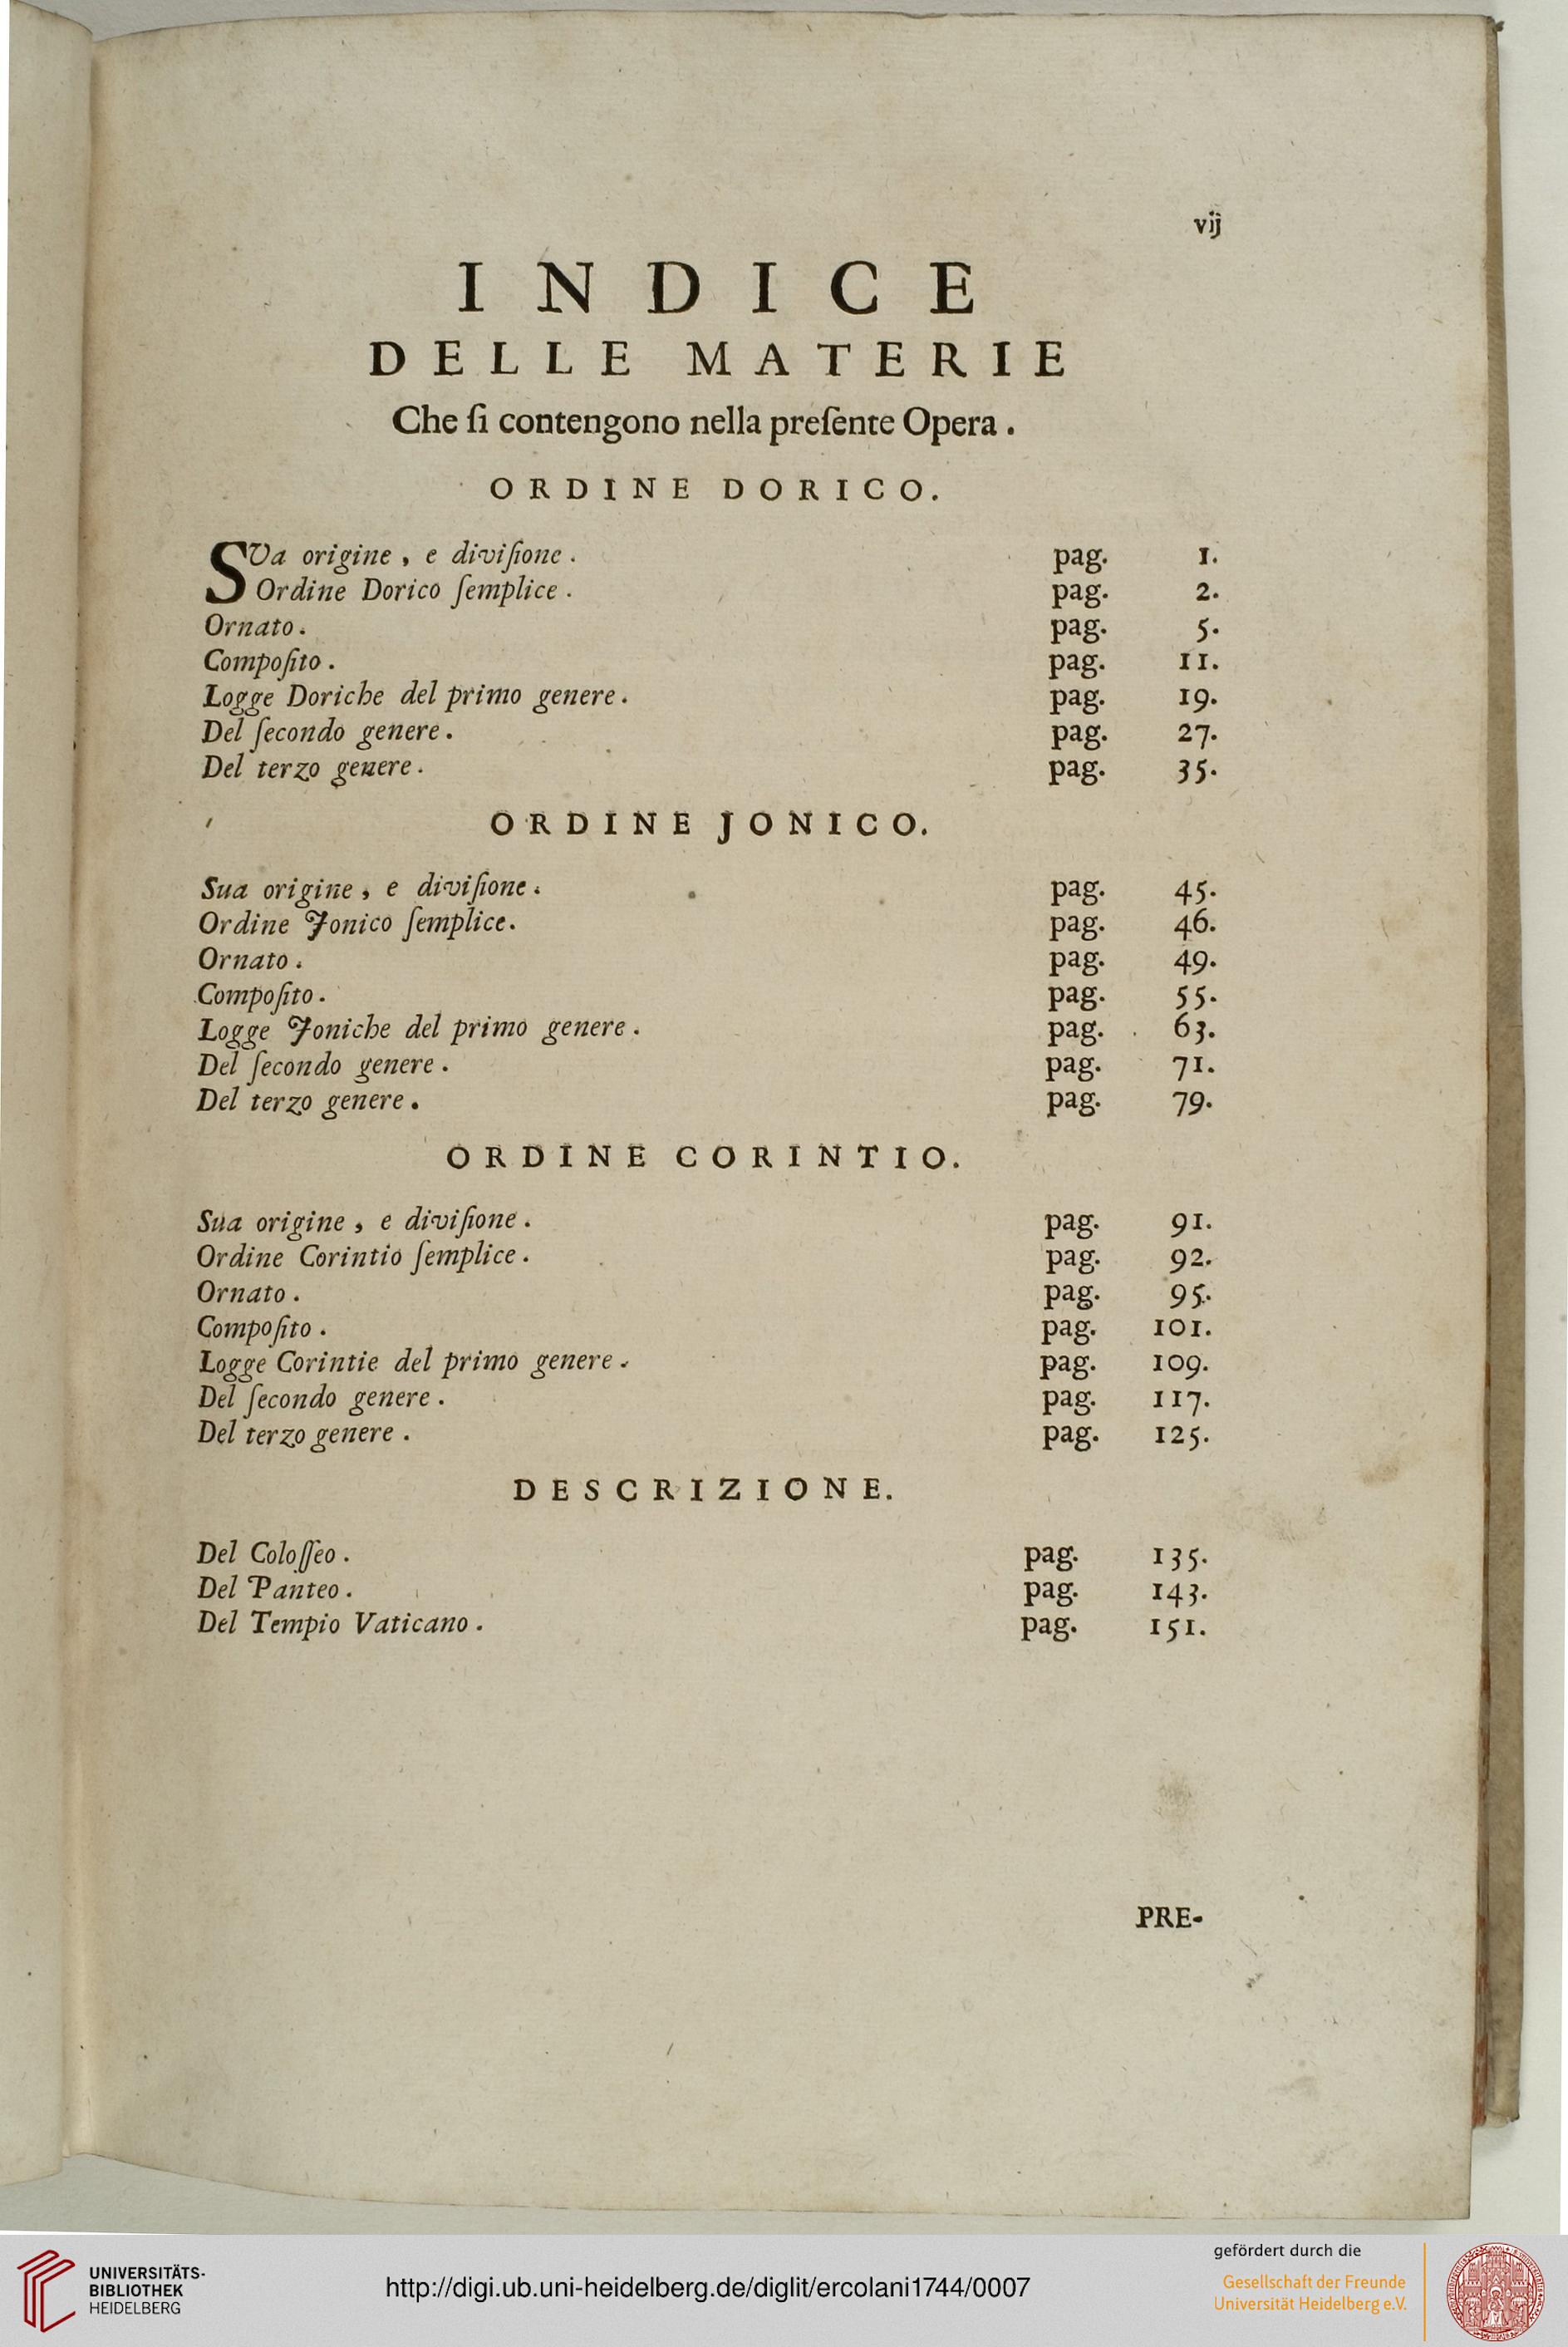 vij
INDICE
DELLE MATERIE
Che ſi contengono nella preſente Opera.
ORDINE DORICO.
SVa origine, e diviſione. pag. 1.
Ordine Dorico ſemplice. pag. 2.
Ornato. pag. 5.
Compoſito. pag. 11.
Logge Doriche del primo genere. pag. 19.
Del ſecondo genere. pag. 27.
Del terzo genere. pag. 35.
ORDINE JONICO.
Sua origine, e diviſione. pag. 45.
Ordine Jonico ſemplice. pag. 46.
Ornato. pag. 49.
Compoſito. pag. 55.
Logge Joniche del primo genere. pag. 63.
Del ſecondo genere. pag. 71.
Del terzo genere. pag. 79.
ORDINE CORINTIO.
Sua origine, e diviſione. pag. 91.
Ordine Corintio ſemplice. pag. 92.
Ornato. pag. 95.
Compoſito. pag. 101.
Logge Corintie del primo genere. pag. 109.
Del ſecondo genere. pag. 117.
Del terzo genere. pag. 125.
DESCRIZIONE.
Del Coloſſeo. pag. 135.
Del Panteo. pag. 143.
Del Tempio Vaticano. pag. 151.
PRE-
UNIVERSITÄTS-
BIBLIOTHEK
HEIDELBERG
http://digi.ub.uni-heidelberg.de/diglit/ercolani1744/0007
gefördert durch die
Gesellschaft der Freunde
Universität Heidelberg e.V.